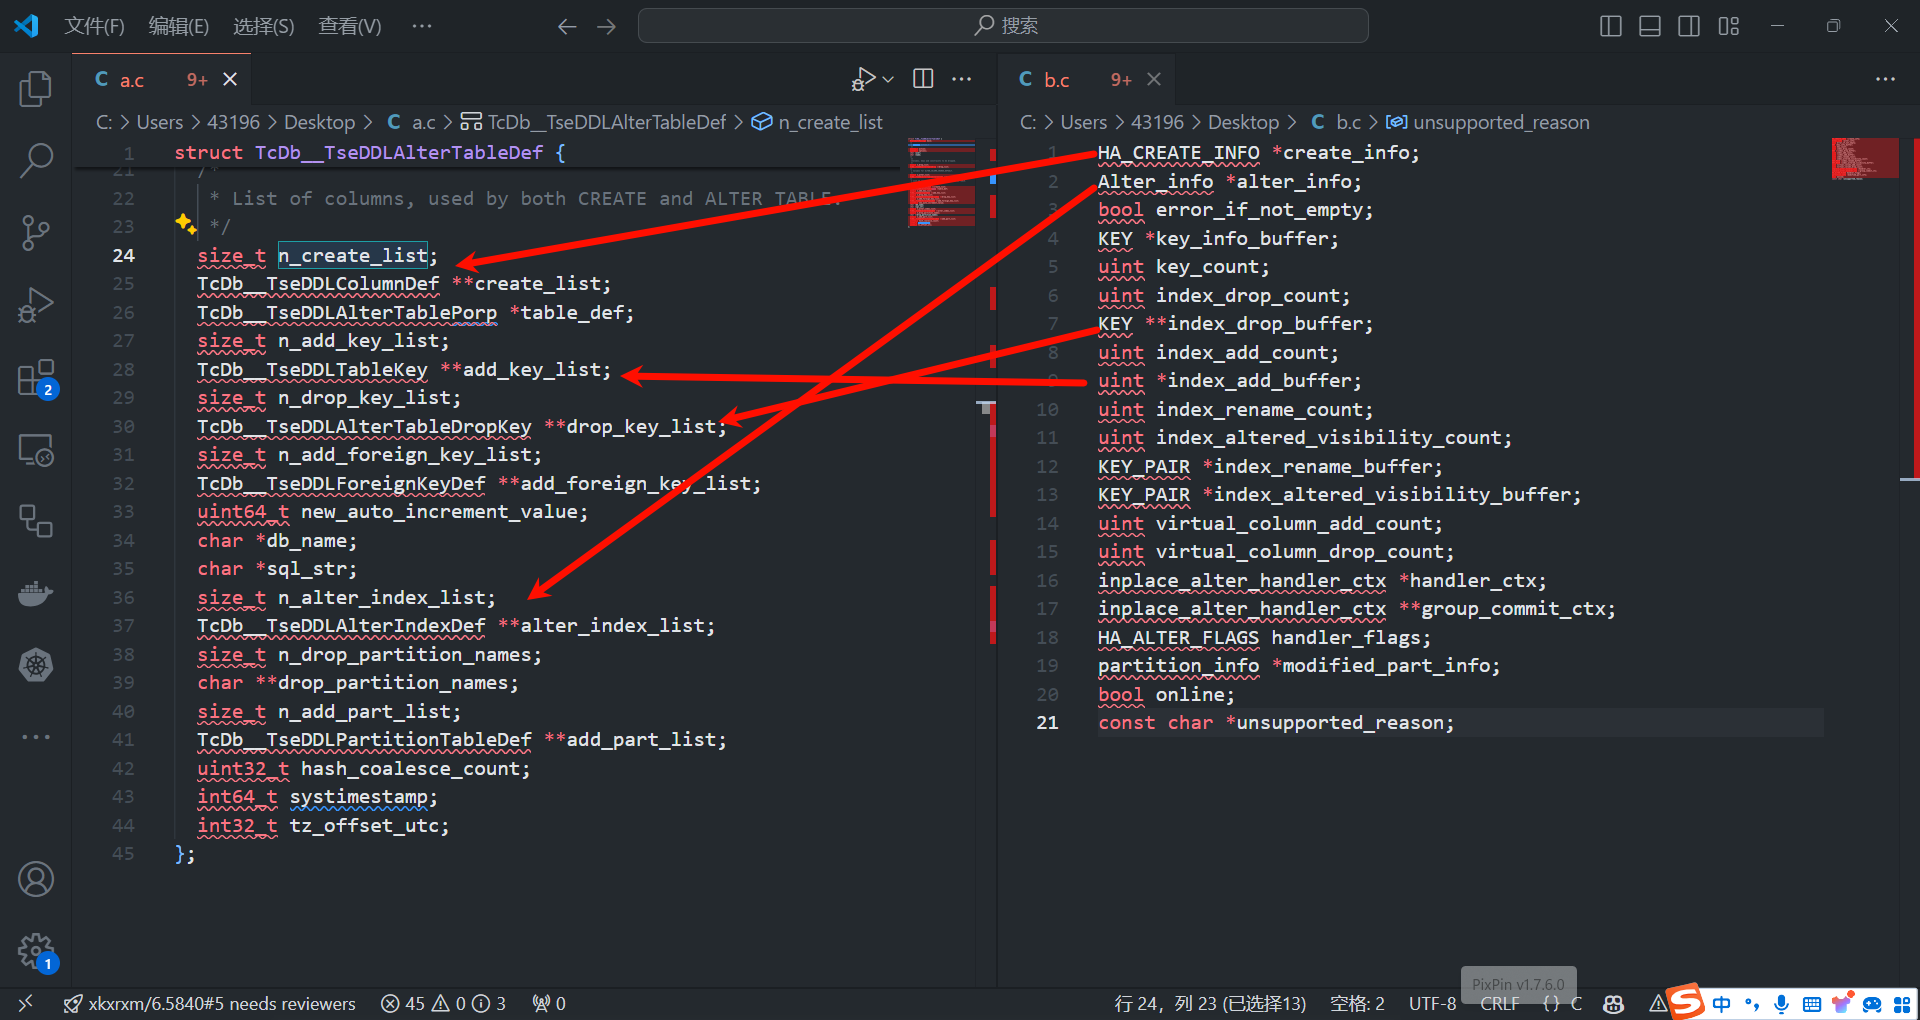 文件(F) 编辑(E) 选择(S) 查看(V) ··· 搜索
C a.c 9+
C: > Users > 43196 > Desktop > C a.c > TcDb__TseDDLAlterTableDef > n_create_list
1 struct TcDb__TseDDLAlterTableDef {
21 /*
22 * List of columns, used by both CREATE and ALTER TABLE.
23 */
24 size_t n_create_list;
25 TcDb__TseDDLColumnDef **create_list;
26 TcDb__TseDDLAlterTablePorp *table_def;
27 size_t n_add_key_list;
28 TcDb__TseDDLTableKey **add_key_list;
29 size_t n_drop_key_list;
30 TcDb__TseDDLAlterTableDropKey **drop_key_list;
31 size_t n_add_foreign_key_list;
32 TcDb__TseDDLForeignKeyDef **add_foreign_key_list;
33 uint64_t new_auto_increment_value;
34 char *db_name;
35 char *sql_str;
36 size_t n_alter_index_list;
37 TcDb__TseDDLAlterIndexDef **alter_index_list;
38 size_t n_drop_partition_names;
39 char **drop_partition_names;
40 size_t n_add_part_list;
41 TcDb__TseDDLPartitionTableDef **add_part_list;
42 uint32_t hash_coalesce_count;
43 int64_t systimestamp;
44 int32_t tz_offset_utc;
45 };
C b.c 9+
C: > Users > 43196 > Desktop > C b.c > unsupported_reason
1 HA_CREATE_INFO *create_info;
2 Alter_info *alter_info;
3 bool error_if_not_empty;
4 KEY *key_info_buffer;
5 uint key_count;
6 uint index_drop_count;
7 KEY **index_drop_buffer;
8 uint index_add_count;
9 uint *index_add_buffer;
10 uint index_rename_count;
11 uint index_altered_visibility_count;
12 KEY_PAIR *index_rename_buffer;
13 KEY_PAIR *index_altered_visibility_buffer;
14 uint virtual_column_add_count;
15 uint virtual_column_drop_count;
16 inplace_alter_handler_ctx *handler_ctx;
17 inplace_alter_handler_ctx **group_commit_ctx;
18 HA_ALTER_FLAGS handler_flags;
19 partition_info *modified_part_info;
20 bool online;
21 const char *unsupported_reason;
2
1
PixPin v1.7.6.0
xkxrxm/6.5840#5 needs reviewers 45 0 3 0 行 24，列 23 (已选择13) 空格: 2 UTF-8 CRLF {} C S 中